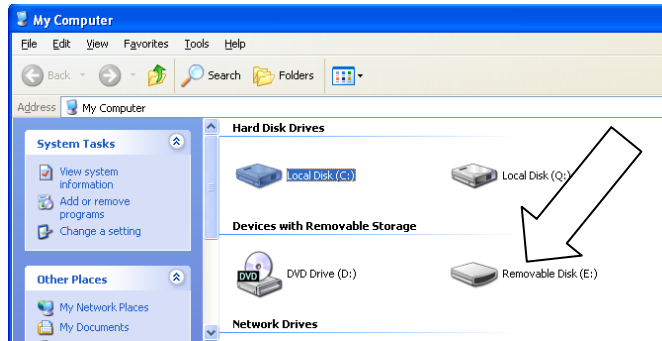 My Computer
File Edit View Favorites Tools Help
Back Search Folders
Address My Computer
Hard Disk Drives
System Tasks
View system
information
Local Disk (C:) Local Disk (Q:)
Add or remove
programs
Change a setting
Devices with Removable Storage
Other Places
DVD
DVD Drive (D:) Removable Disk (E:)
My Network Places
My Documents
Network Drives